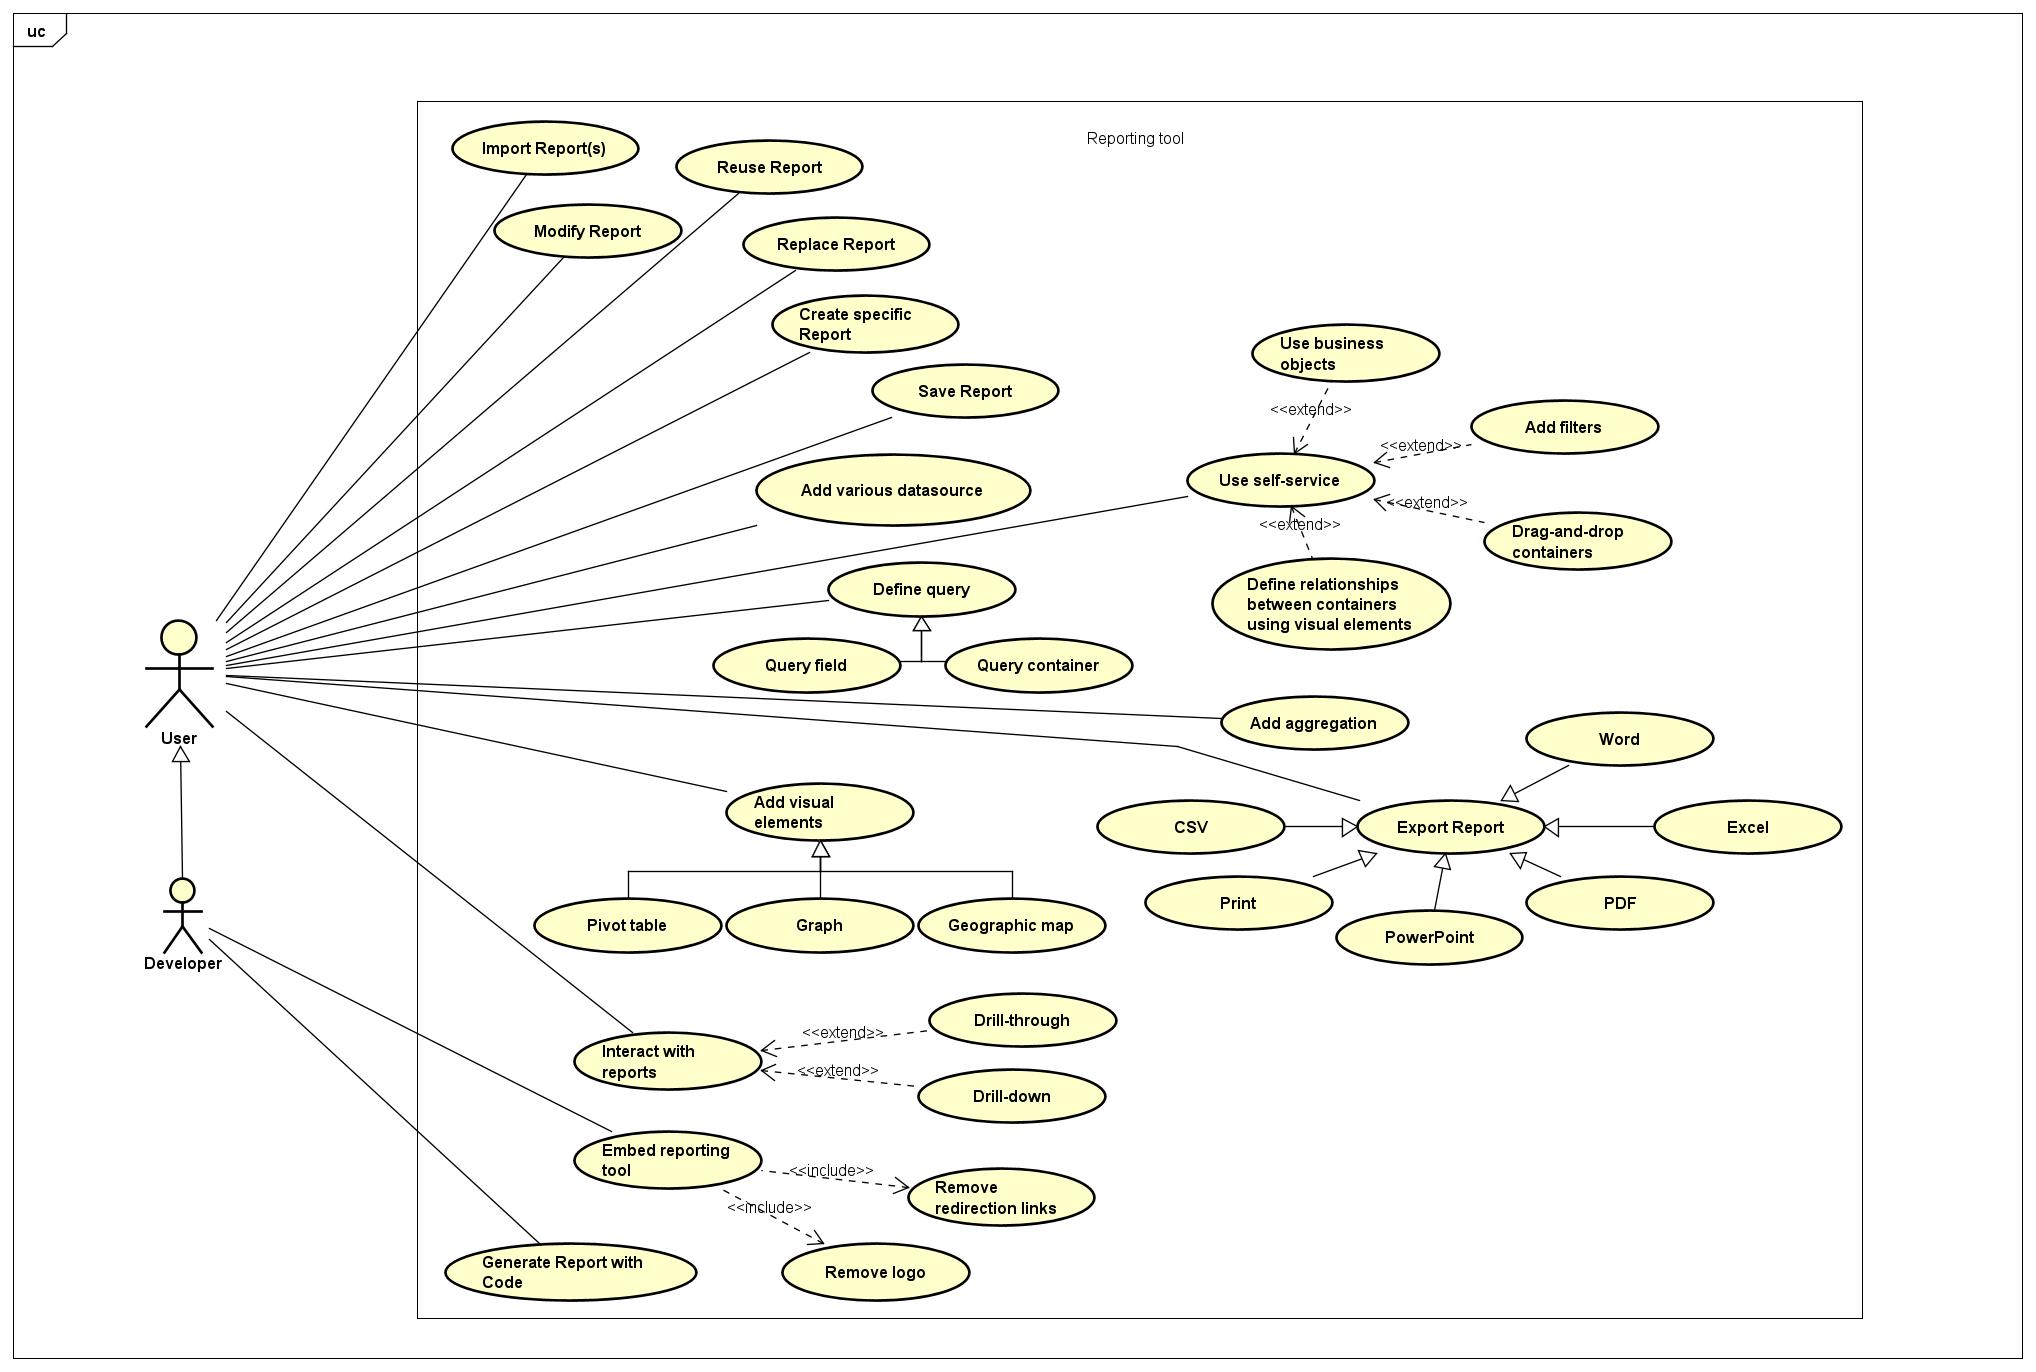 uc
Reporting tool
Import Report(s)
Reuse Report
Modify Report
Replace Report
Create specific
Report
Use business
objects
Save Report
<<extend>>
Add filters
<<extend>>
Use self-service
Add various datasource
<<extend>>
<<extend>>
Drag-and-drop
containers
Define query
Define relationships
between containers
using visual elements
Query field
Query container
User
Add aggregation
Word
Add visual
elements
CSV
Export Report
Excel
Print
PowerPoint
PDF
Pivot table
Graph
Geographic map
Developer
Drill-through
<<extend>>
Interact with
reports
<<extend>>
Drill-down
Embed reporting
tool
<<include>>
Remove
redirection links
<<include>>
Generate Report with
Code
Remove logo